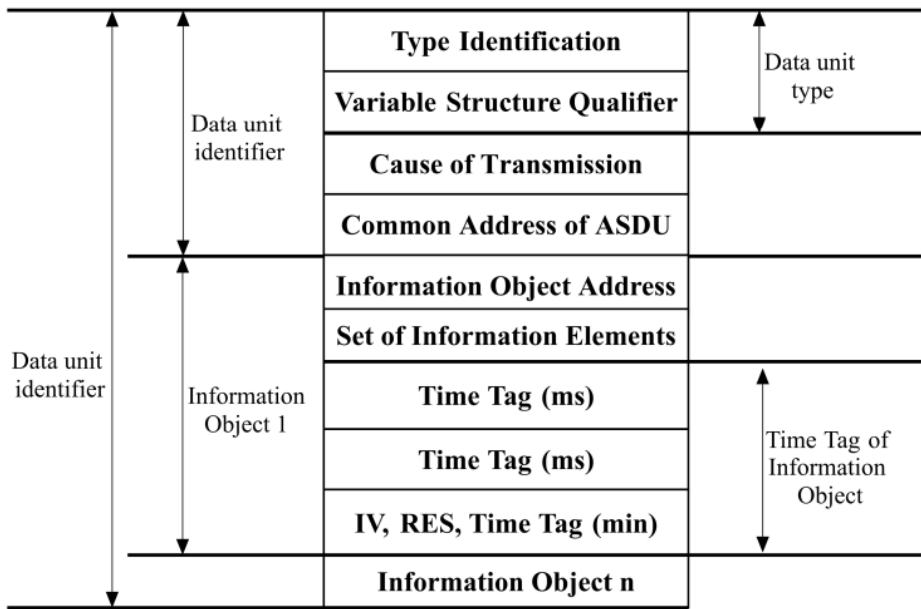 Type Identification
Variable Structure Qualifier
Data unit
type
Data unit
identifier
Cause of Transmission
Common Address of ASDU
Information Object Address
Set of Information Elements
Data unit
identifier
Information
Object 1
Time Tag (ms)
Time Tag (ms)
IV, RES, Time Tag (min)
Time Tag of
Information
Object
Information Object n